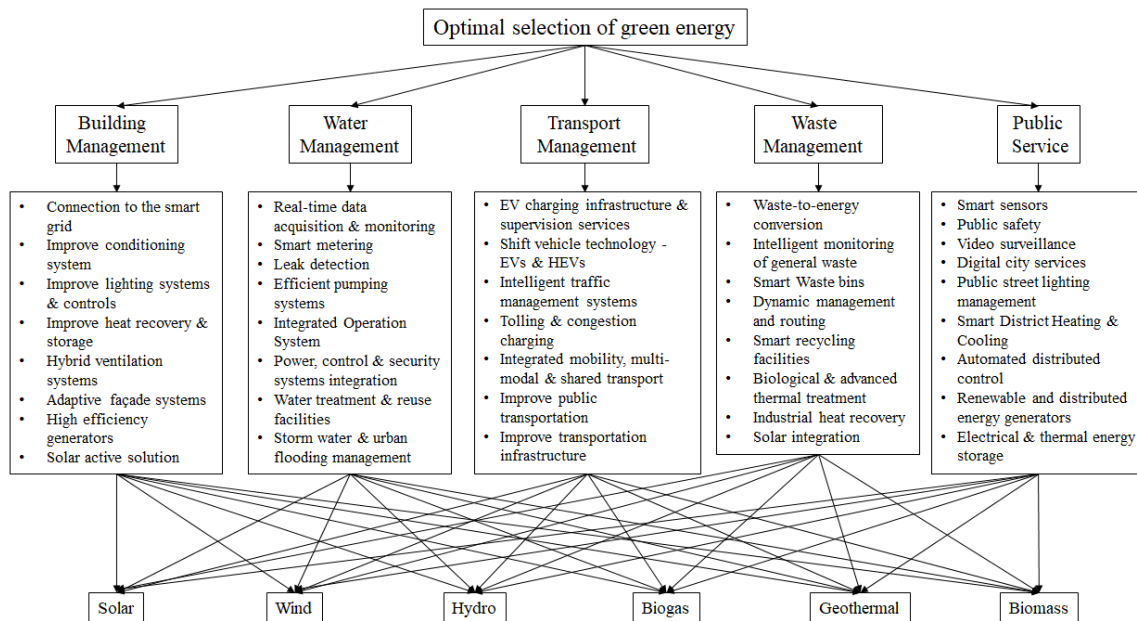 Optimal selection of green energy
Building
Management
Water
Management
Transport
Management
Waste
Management
Public
Service
• Connection to the smart
grid
• Improve conditioning
system
• Improve lighting systems
& controls
• Improve heat recovery &
storage
• Hybrid ventilation
systems
• Adaptive façade systems
• High efficiency
generators
• Solar active solution
• Real-time data
acquisition & monitoring
• Smart metering
• Leak detection
• Efficient pumping
systems
• Integrated Operation
System
• Power, control & security
systems integration
• Water treatment & reuse
facilities
• Storm water & urban
flooding management
• EV charging infrastructure &
supervision services
• Shift vehicle technology -
EVs & HEVs
• Intelligent traffic
management systems
• Tolling & congestion
charging
• Integrated mobility, multi-
modal & shared transport
• Improve public
transportation
• Improve transportation
infrastructure
• Waste-to-energy
conversion
• Intelligent monitoring
of general waste
• Smart Waste bins
• Dynamic management
and routing
• Smart recycling
facilities
• Biological & advanced
thermal treatment
• Industrial heat recovery
• Solar integration
• Smart sensors
• Public safety
• Video surveillance
• Digital city services
• Public street lighting
management
• Smart District Heating &
Cooling
• Automated distributed
control
• Renewable and distributed
energy generators
• Electrical & thermal energy
storage
Solar
Wind
Hydro
Biogas
Geothermal
Biomass